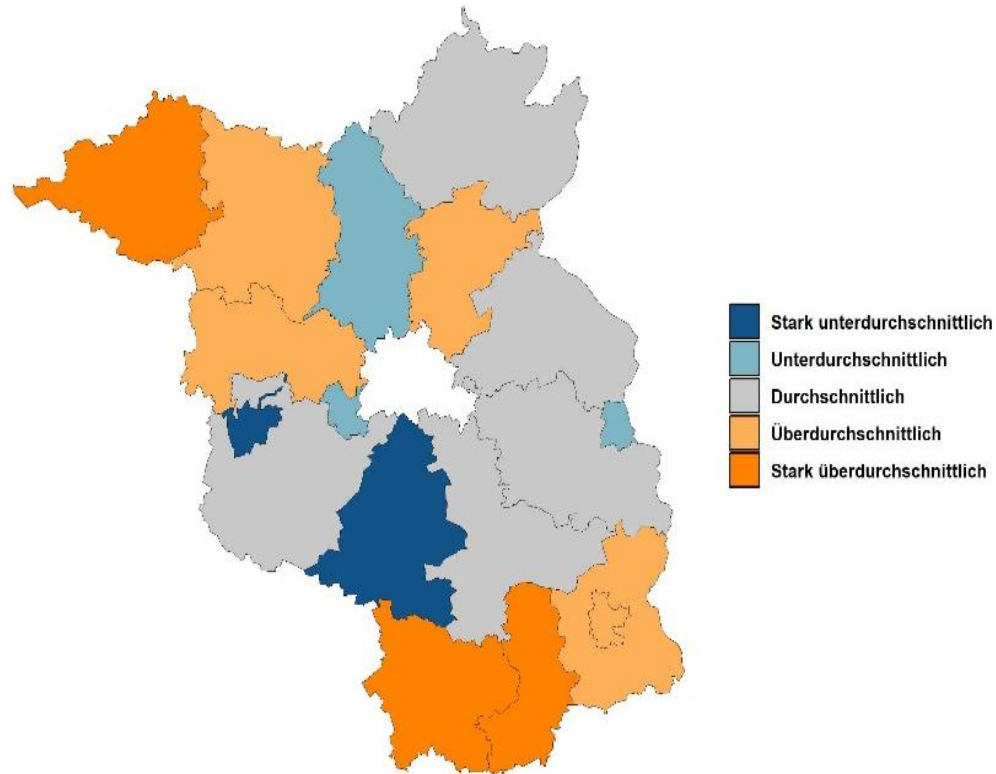 Stark unterdurchschnittlich
Unterdurchschnittlich
Durchschnittlich
Überdurchschnittlich
Stark überdurchschnittlich